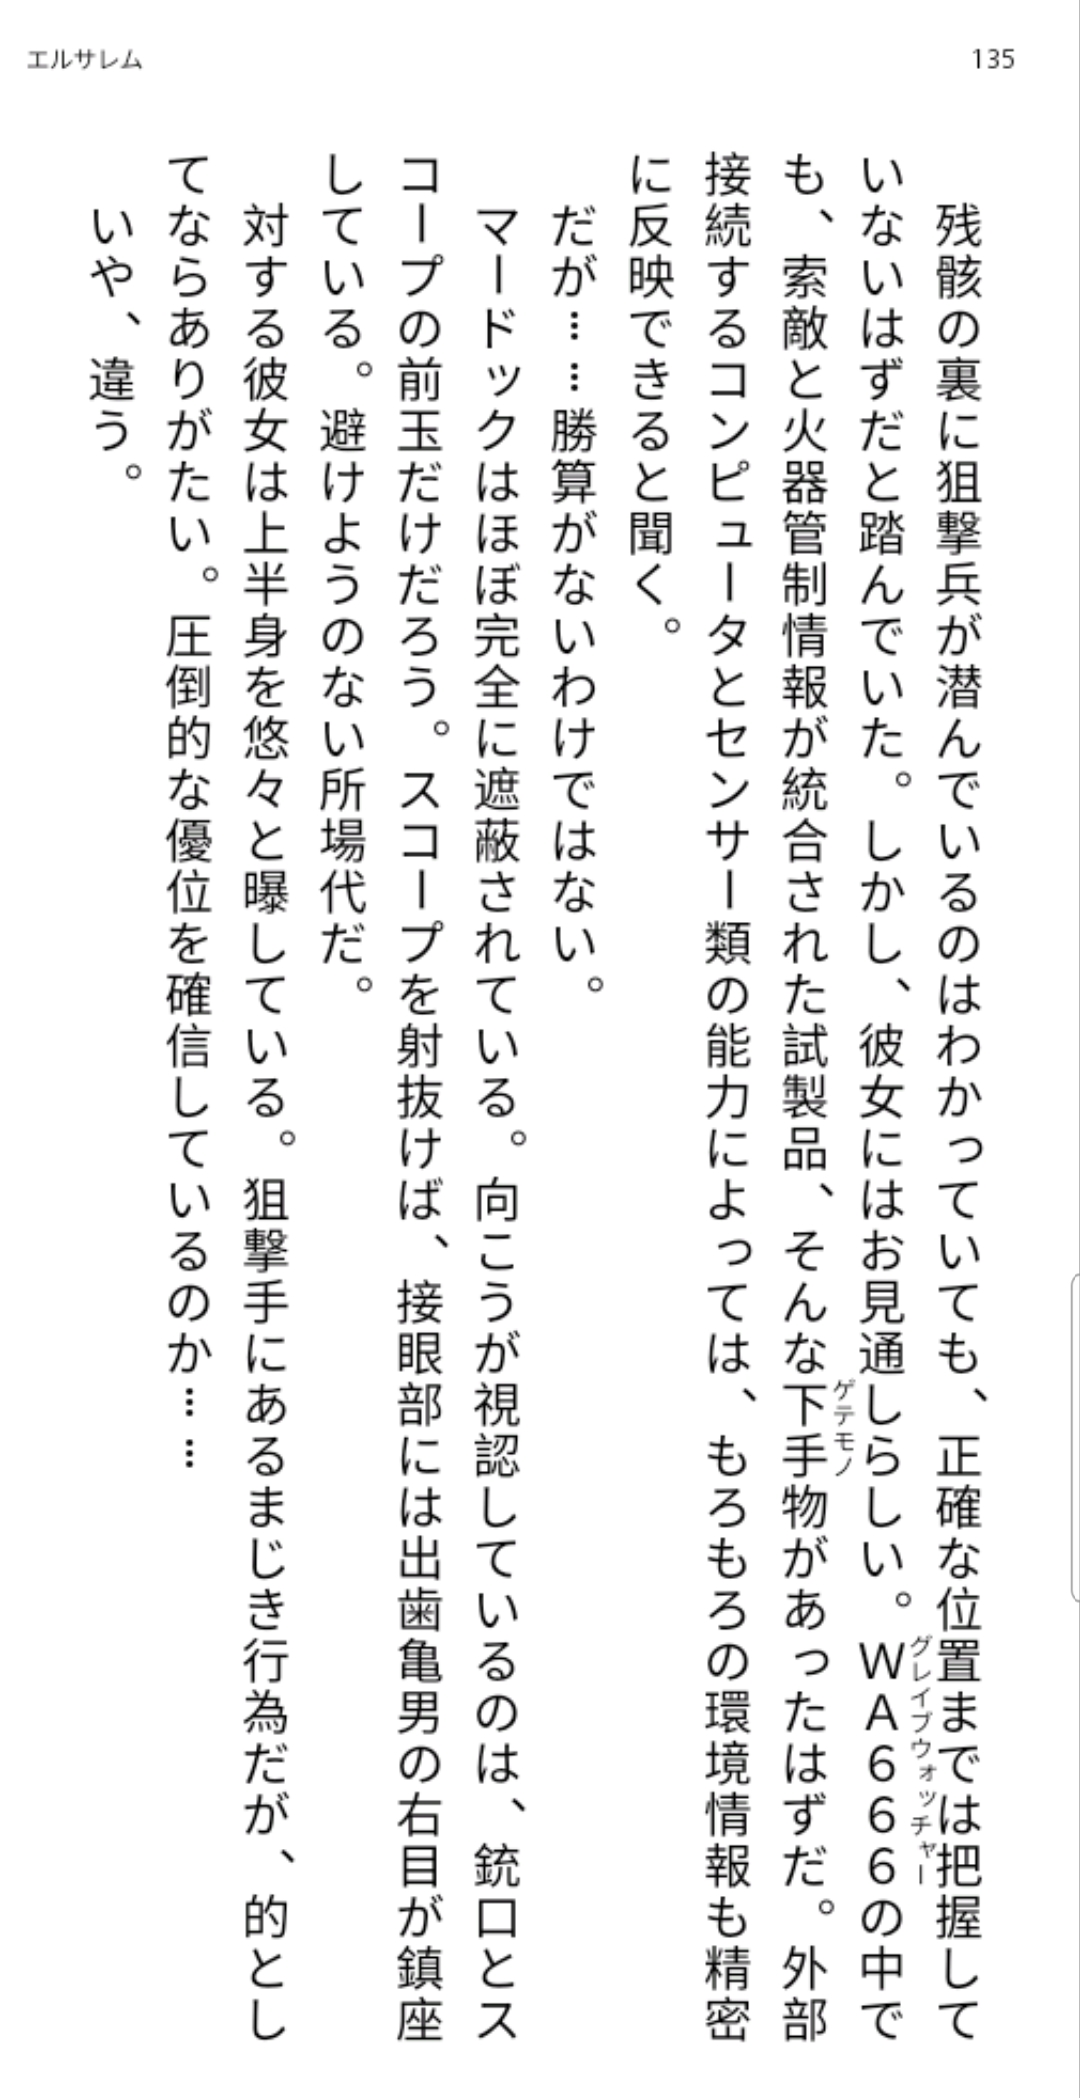 エルサレム
135
残骸の裏に狙撃兵が潜んでいるのはわかっていても、正確な位置までは把握して
いないはずだと踏んでいた。しかし、彼女にはお見通しらしい。ＷＡ６６６の中で
グレイブウォッチャー
も、索敵と火器管制情報が統合された試製品、そんな下手物があったはずだ。外部
ゲテモノ
接続するコンピュータとセンサー類の能力によっては、もろもろの環境情報も精密
に反映できると聞く。
だが……勝算がないわけではない。
マードックはほぼ完全に遮蔽されている。向こうが視認しているのは、銃口とス
コープの前玉だけだろう。スコープを射抜けば、接眼部には出歯亀男の右目が鎮座
している。避けようのない所場代だ。
対する彼女は上半身を悠々と曝している。狙撃手にあるまじき行為だが、的とし
てならありがたい。圧倒的な優位を確信しているのか……
いや、違う。